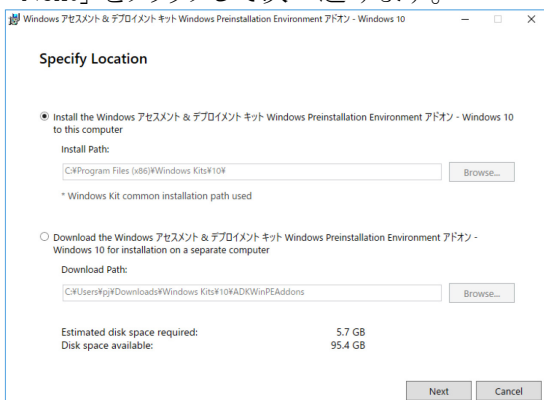 Windows アセスメント & デプロイメント キット Windows Preinstallation Environment アドオン - Windows 10
Specify Location
Install the Windows アセスメント & デプロイメント キット Windows Preinstallation Environment アドオン - Windows 10
to this computer
Install Path:
C:¥Program Files (x86)¥Windows Kits¥10¥
Browse...
* Windows Kit common installation path used
Download the Windows アセスメント & デプロイメント キット Windows Preinstallation Environment アドオン -
Windows 10 for installation on a separate computer
Download Path:
C:¥Users¥pj¥Downloads¥Windows Kits¥10¥ADKWinPEAddons
Browse...
Estimated disk space required: 5.7 GB
Disk space available: 95.4 GB
Next Cancel